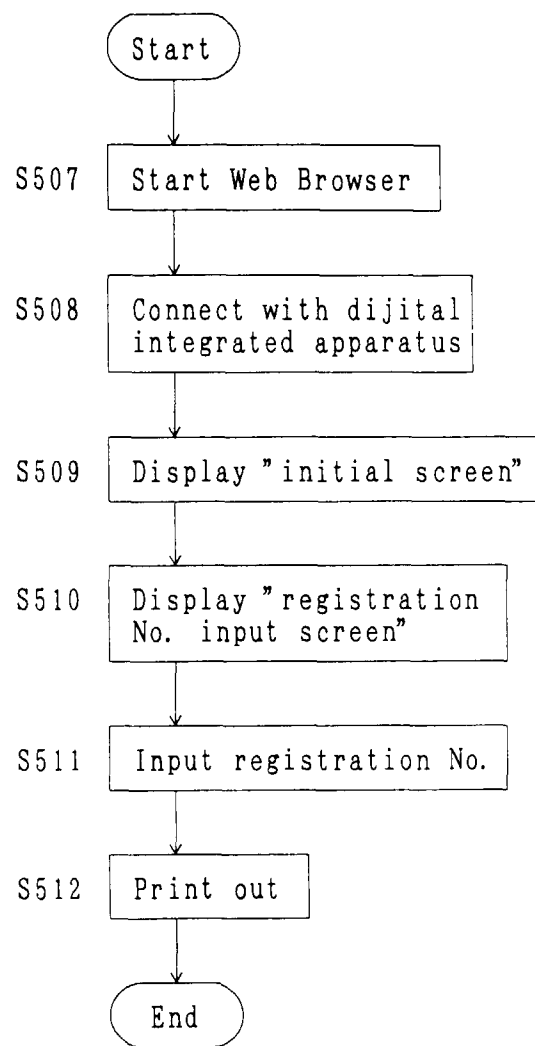 Start
S507 Start Web Browser
S508 Connect with dijital
integrated apparatus
S509 Display "initial screen"
S510 Display "registration
No. input screen"
S511 Input registration No.
S512 Print out
End